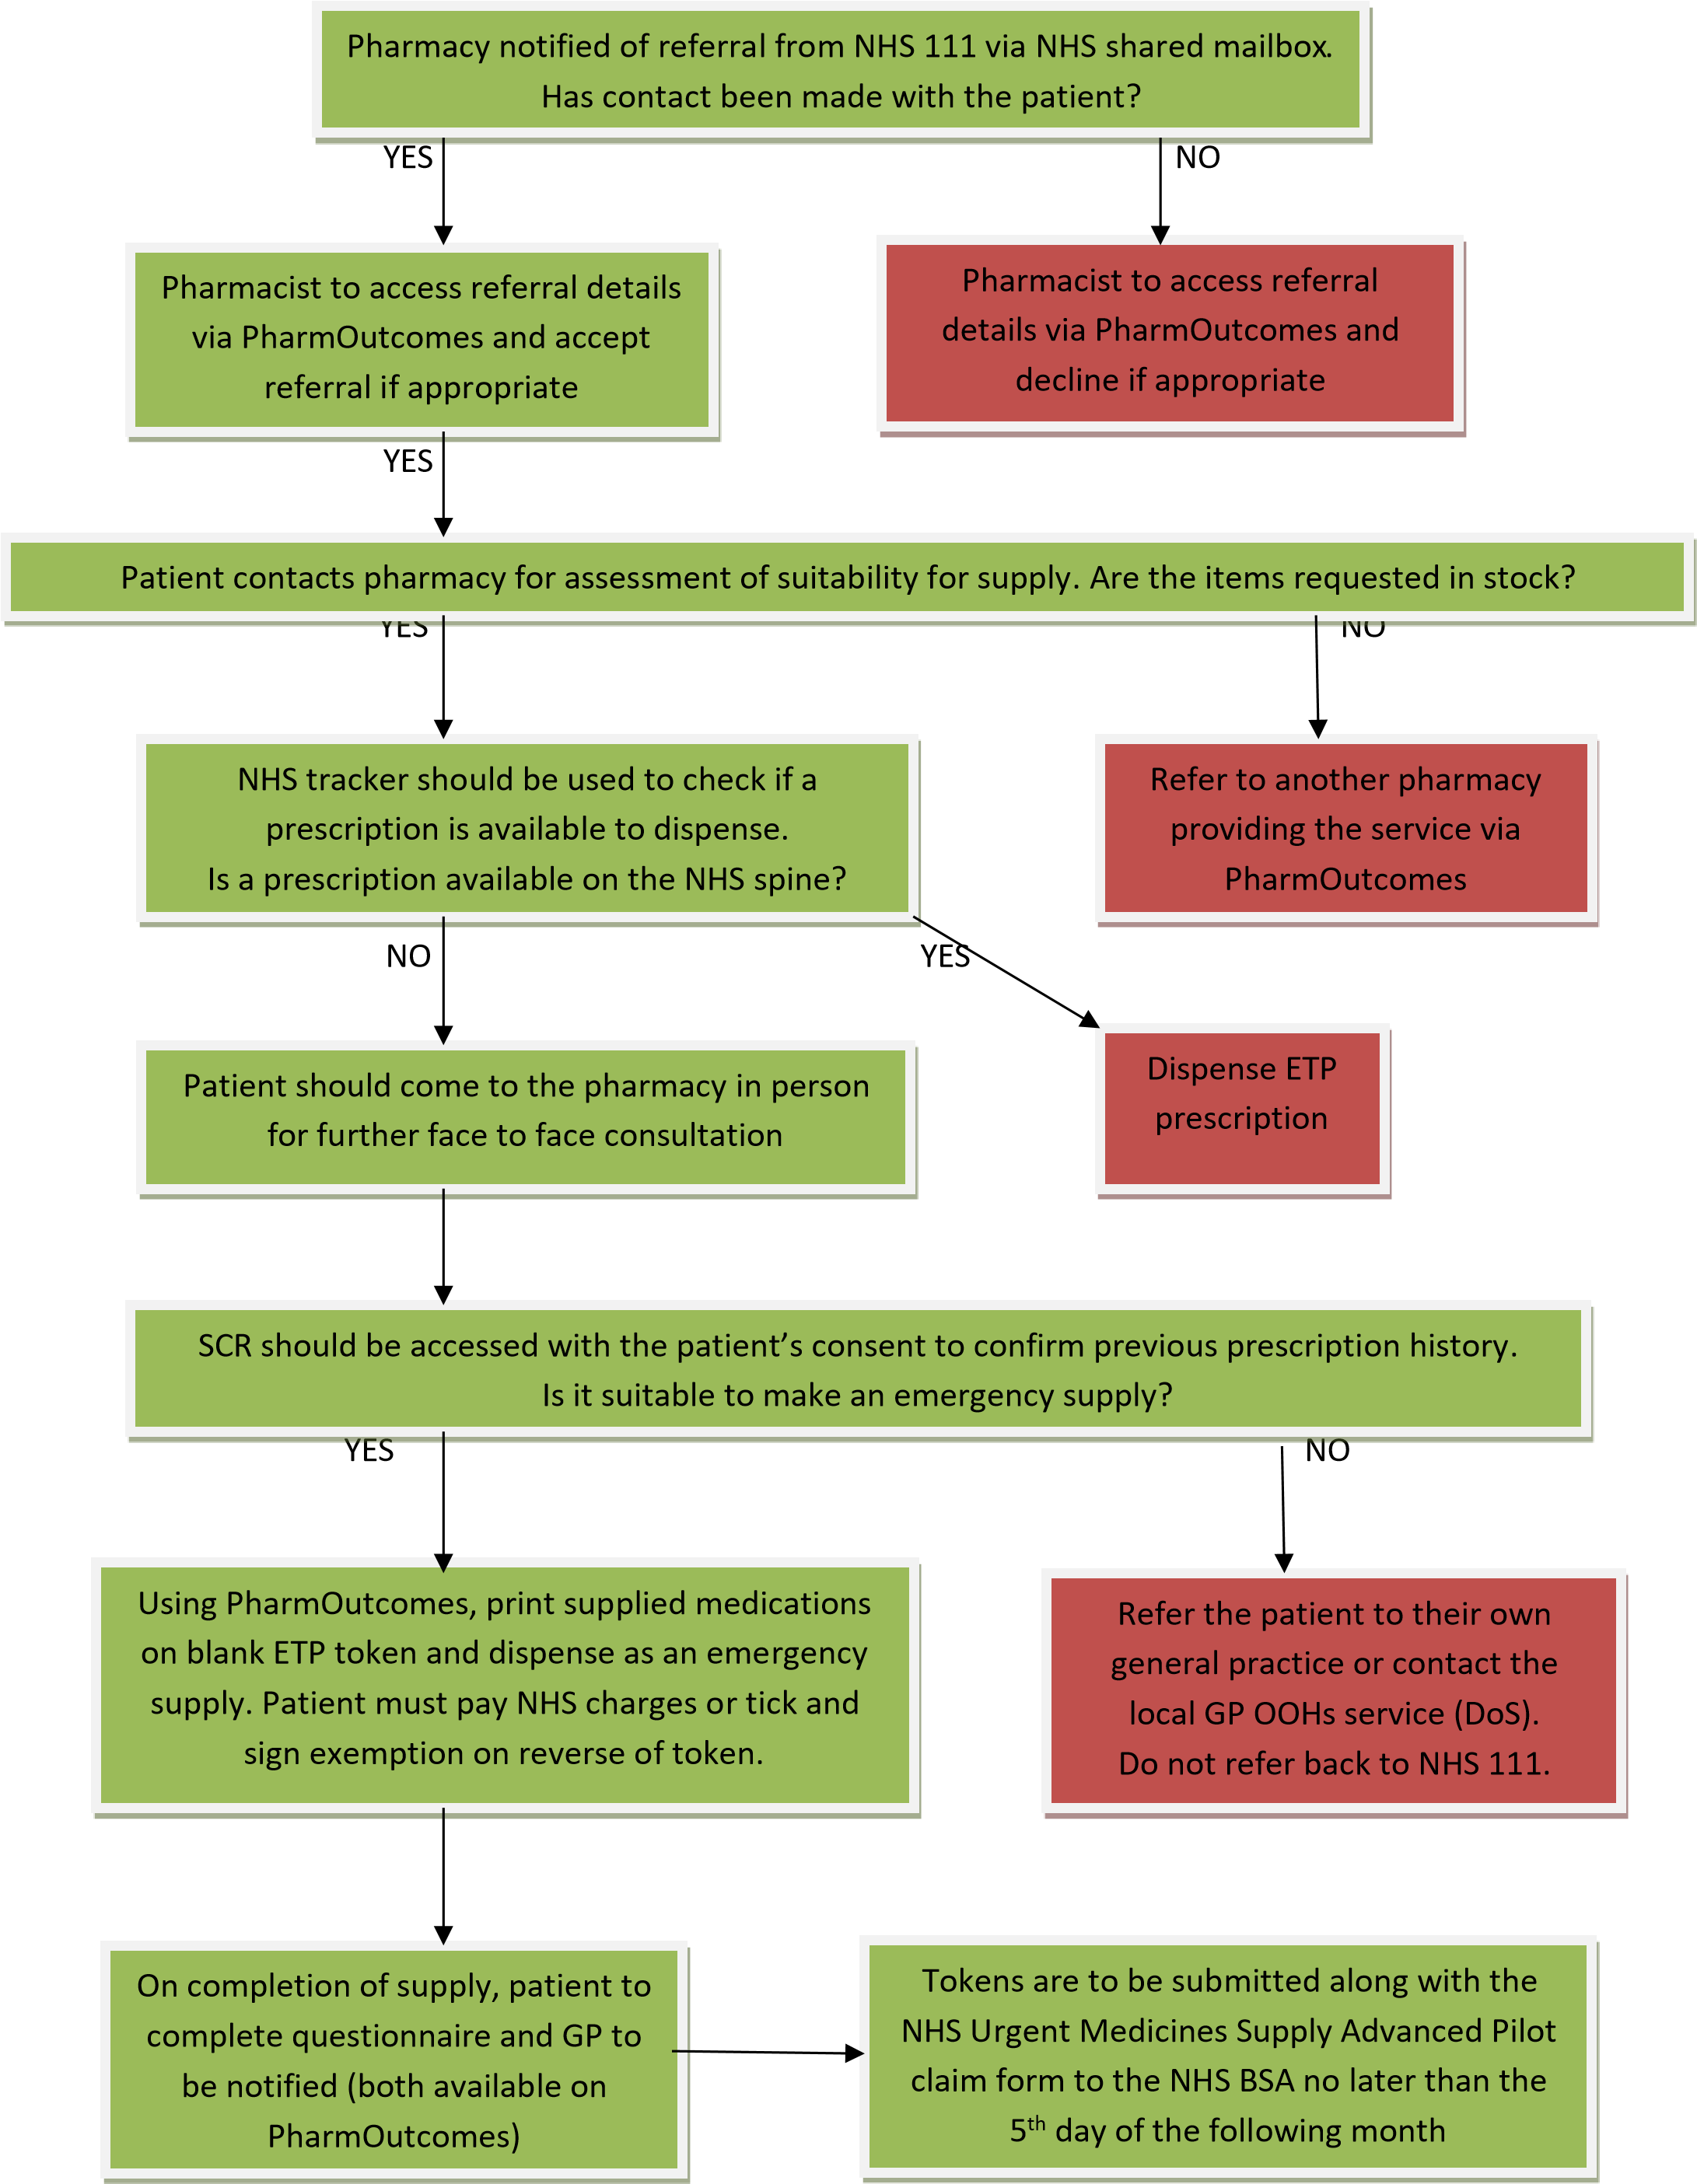 Pharmacy notified of referral from NHS 111 via NHS shared mailbox.
Has contact been made with the patient?
YES
NO
Pharmacist to access referral details
via PharmOutcomes and accept
referral if appropriate
Pharmacist to access referral
details via PharmOutcomes and
decline if appropriate
YES
Patient contacts pharmacy for assessment of suitability for supply. Are the items requested in stock?
YES
NO
NHS tracker should be used to check if a
prescription is available to dispense.
Is a prescription available on the NHS spine?
Refer to another pharmacy
providing the service via
PharmOutcomes
NO
YES
Patient should come to the pharmacy in person
for further face to face consultation
Dispense ETP
prescription
SCR should be accessed with the patient’s consent to confirm previous prescription history.
Is it suitable to make an emergency supply?
YES
NO
Using PharmOutcomes, print supplied medications
on blank ETP token and dispense as an emergency
supply. Patient must pay NHS charges or tick and
sign exemption on reverse of token.
Refer the patient to their own
general practice or contact the
local GP OOHs service (DoS).
Do not refer back to NHS 111.
On completion of supply, patient to
complete questionnaire and GP to
be notified (both available on
PharmOutcomes)
Tokens are to be submitted along with the
NHS Urgent Medicines Supply Advanced Pilot
claim form to the NHS BSA no later than the
5th day of the following month